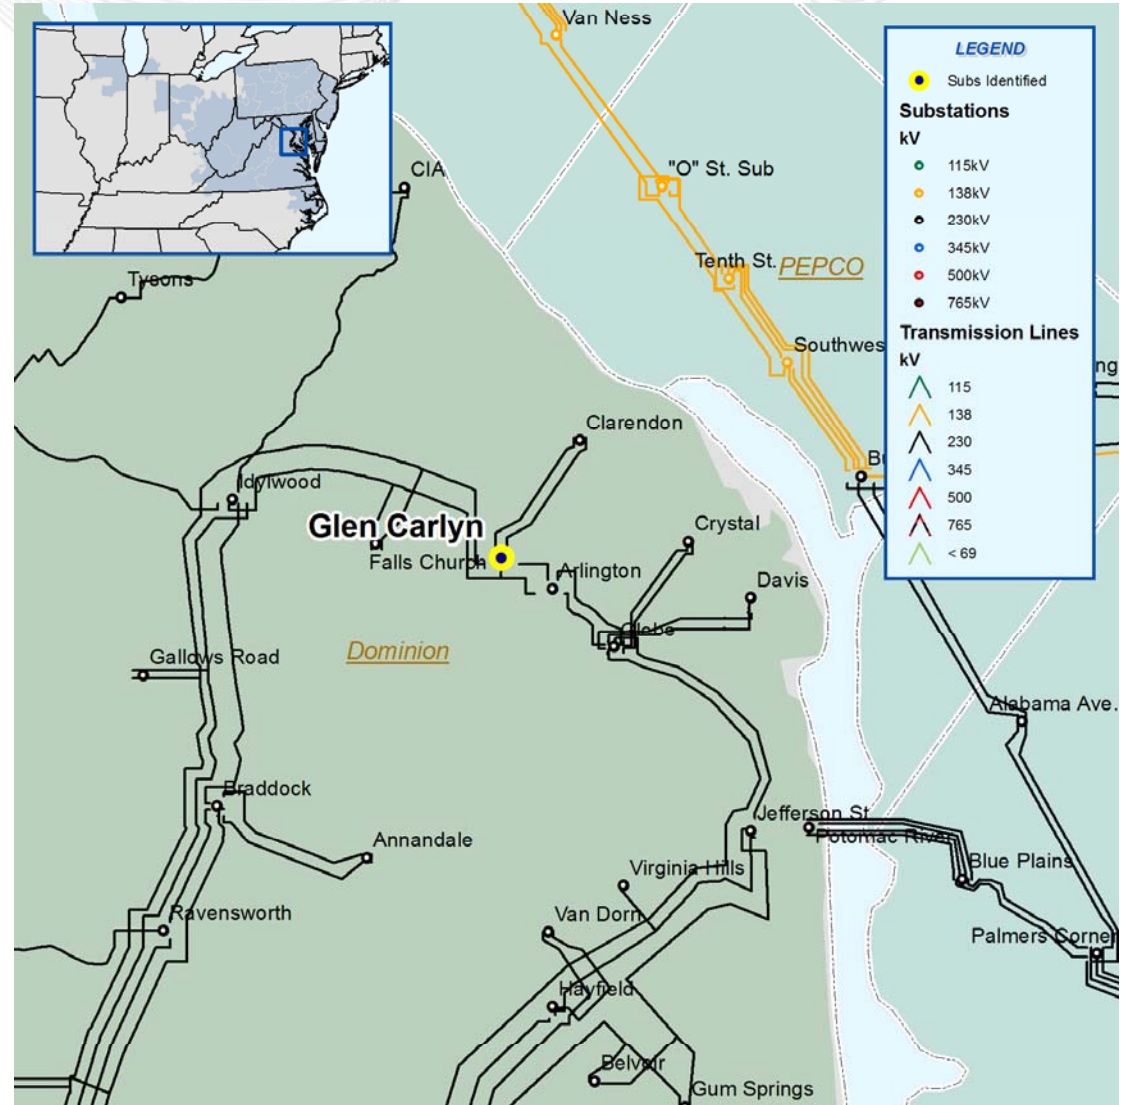 Van Ness
LEGEND
Subs Identified
Substations
kV
115kV
138kV
230kV
345kV
500kV
765kV
Transmission Lines
kV
115
138
230
345
500
765
< 69
CIA
"O" St. Sub
Tenth St.
PEPCO
Tysons
Southwes
ng
Clarendon
Bu
Idylwood
Glen Carlyn
Crystal
Falls Church
Arlington
Davis
Glebe
Dominion
Gallows Road
Alabama Ave.
Braddock
Jefferson St
Potomac River
Annandale
Virginia Hills
Blue Plains
Ravensworth
Van Dorn
Palmers Corner
Hayfield
Belvoir
Gum Springs